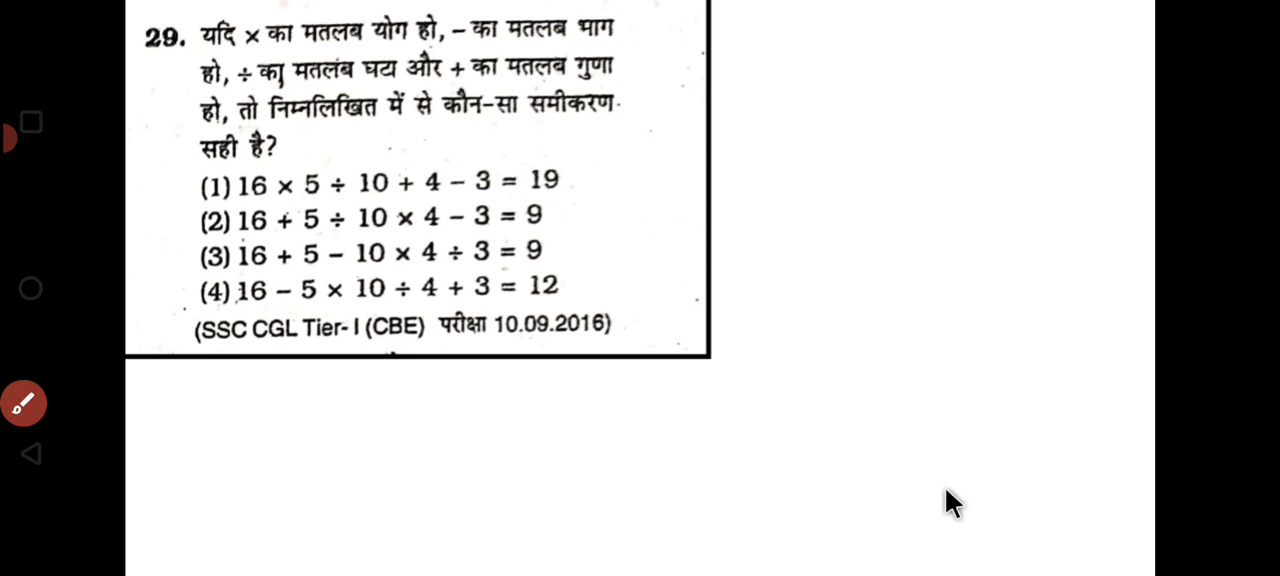 29. यदि × का मतलब योग हो, – का मतलब भाग
हो, ÷ का मतलब घटा और + का मतलब गुणा
हो, तो निम्नलिखित में से कौन-सा समीकरण
सही है?
(1) 16 × 5 ÷ 10 + 4 – 3 = 19
(2) 16 + 5 ÷ 10 × 4 – 3 = 9
(3) 16 + 5 – 10 × 4 ÷ 3 = 9
(4) 16 – 5 × 10 ÷ 4 + 3 = 12
(SSC CGL Tier- I (CBE) परीक्षा 10.09.2016)